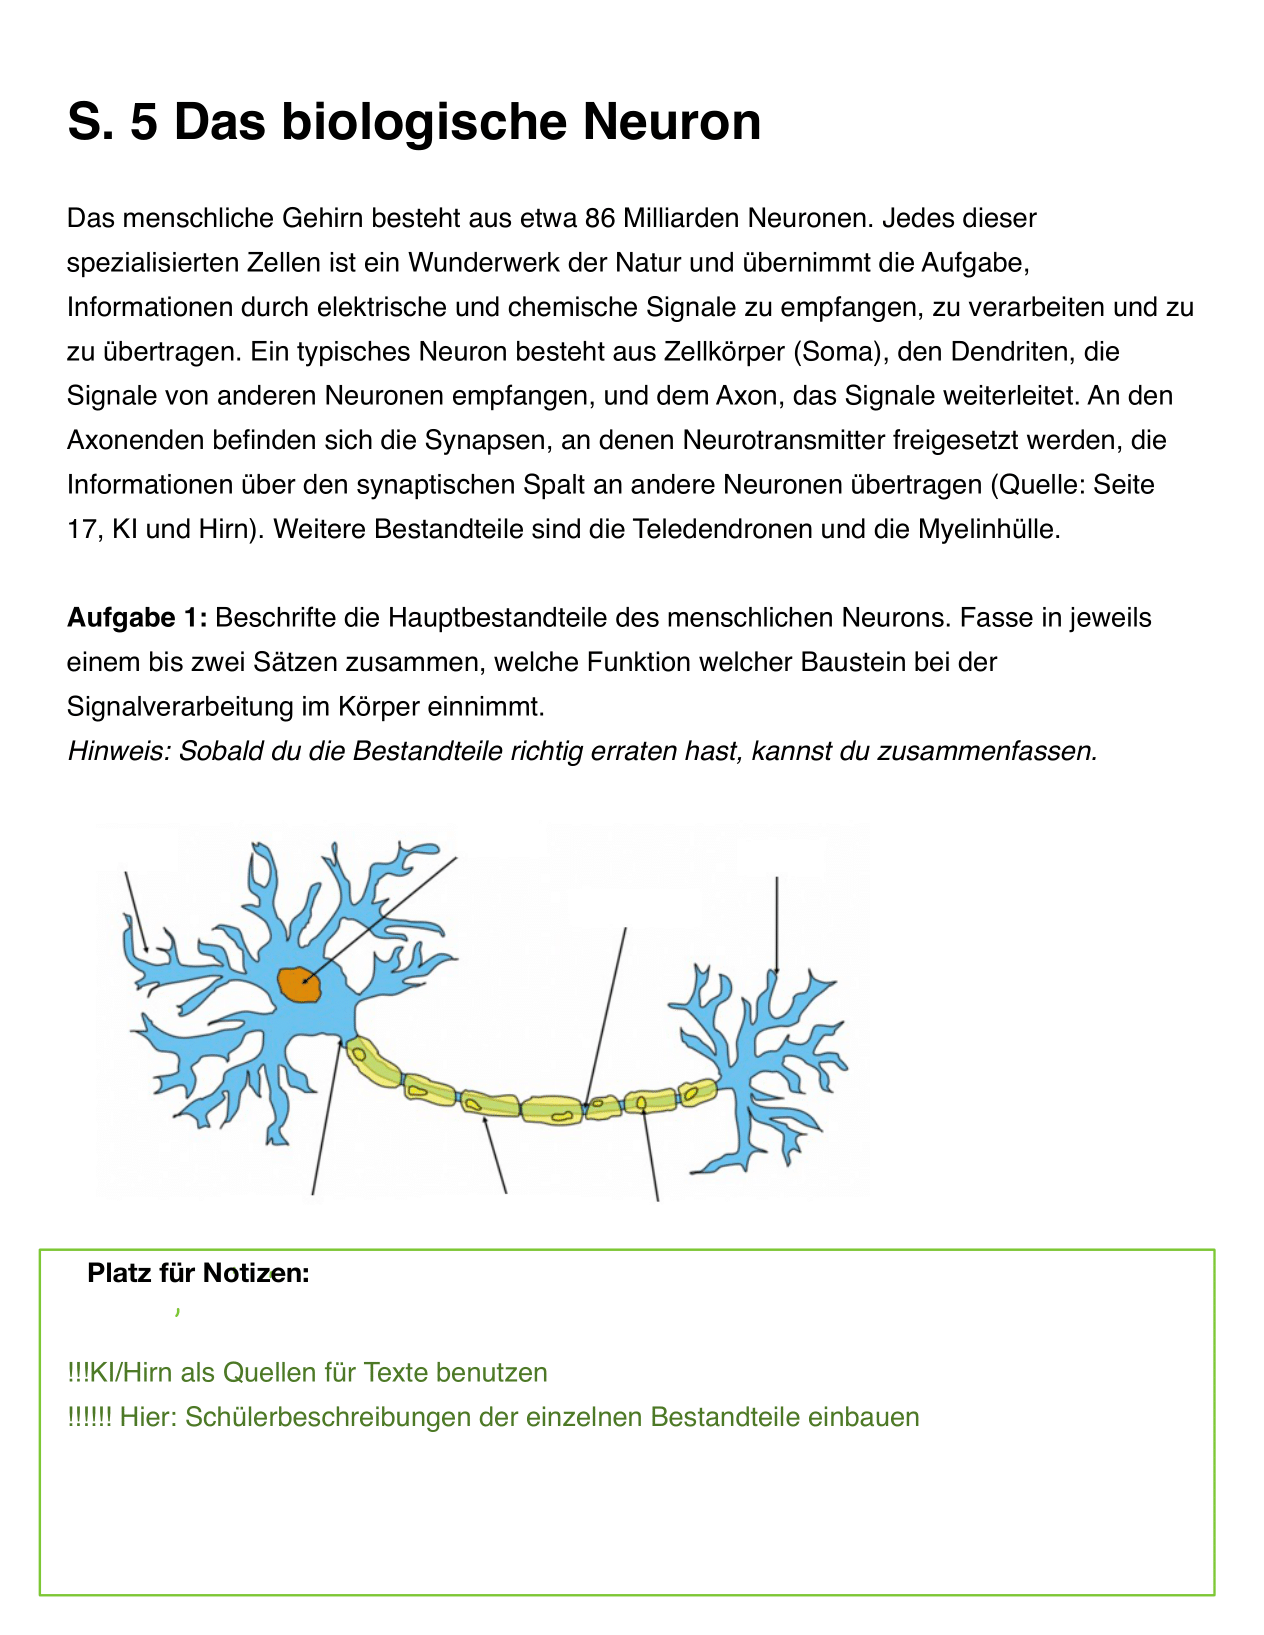 S. 5 Das biologische Neuron
Das menschliche Gehirn besteht aus etwa 86 Milliarden Neuronen. Jedes dieser
spezialisierten Zellen ist ein Wunderwerk der Natur und übernimmt die Aufgabe,
Informationen durch elektrische und chemische Signale zu empfangen, zu verarbeiten und zu
zu übertragen. Ein typisches Neuron besteht aus Zellkörper (Soma), den Dendriten, die
Signale von anderen Neuronen empfangen, und dem Axon, das Signale weiterleitet. An den
Axonenden befinden sich die Synapsen, an denen Neurotransmitter freigesetzt werden, die
Informationen über den synaptischen Spalt an andere Neuronen übertragen (Quelle: Seite
17, KI und Hirn). Weitere Bestandteile sind die Teledendronen und die Myelinhülle.
Aufgabe 1: Beschrifte die Hauptbestandteile des menschlichen Neurons. Fasse in jeweils
einem bis zwei Sätzen zusammen, welche Funktion welcher Baustein bei der
Signalverarbeitung im Körper einnimmt.
Hinweis: Sobald du die Bestandteile richtig erraten hast, kannst du zusammenfassen.
Platz für Notizen:
,
!!!KI/Hirn als Quellen für Texte benutzen
!!!!!! Hier: Schülerbeschreibungen der einzelnen Bestandteile einbauen